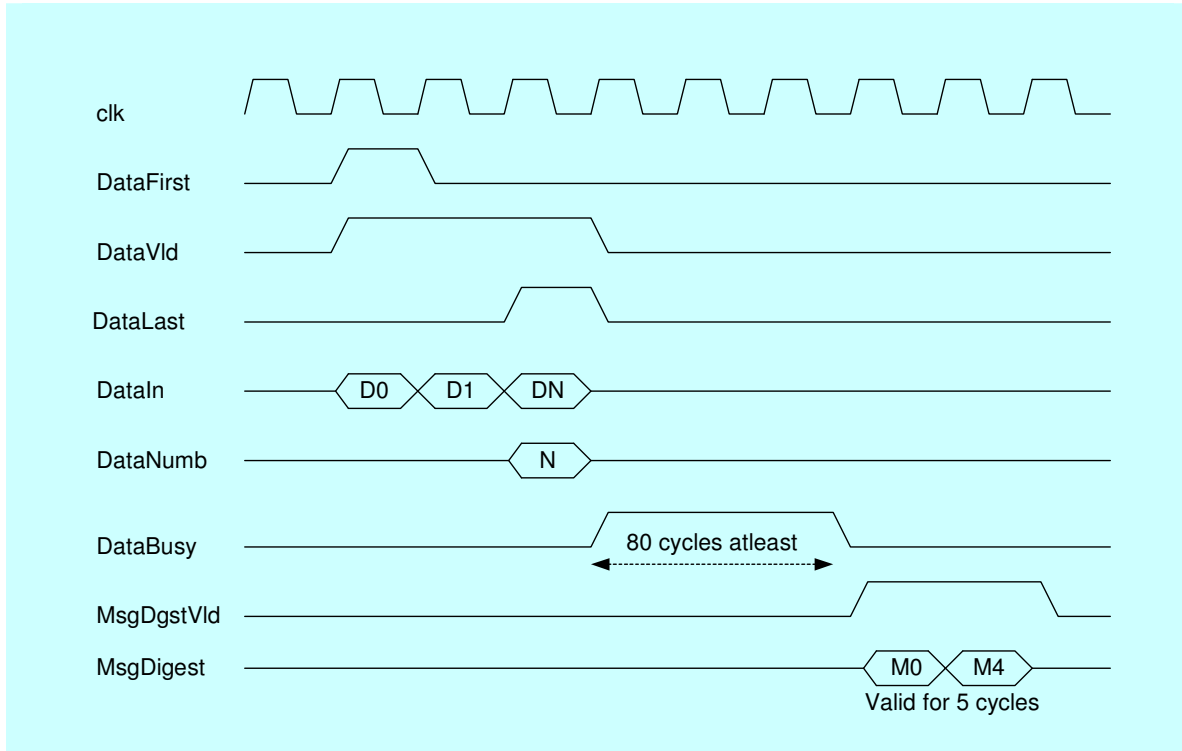 clk
DataFirst
DataVld
DataLast
DataIn D0 D1 DN
DataNumb N
DataBusy 80 cycles atleast
MsgDgstVld
MsgDigest M0 M4
Valid for 5 cycles